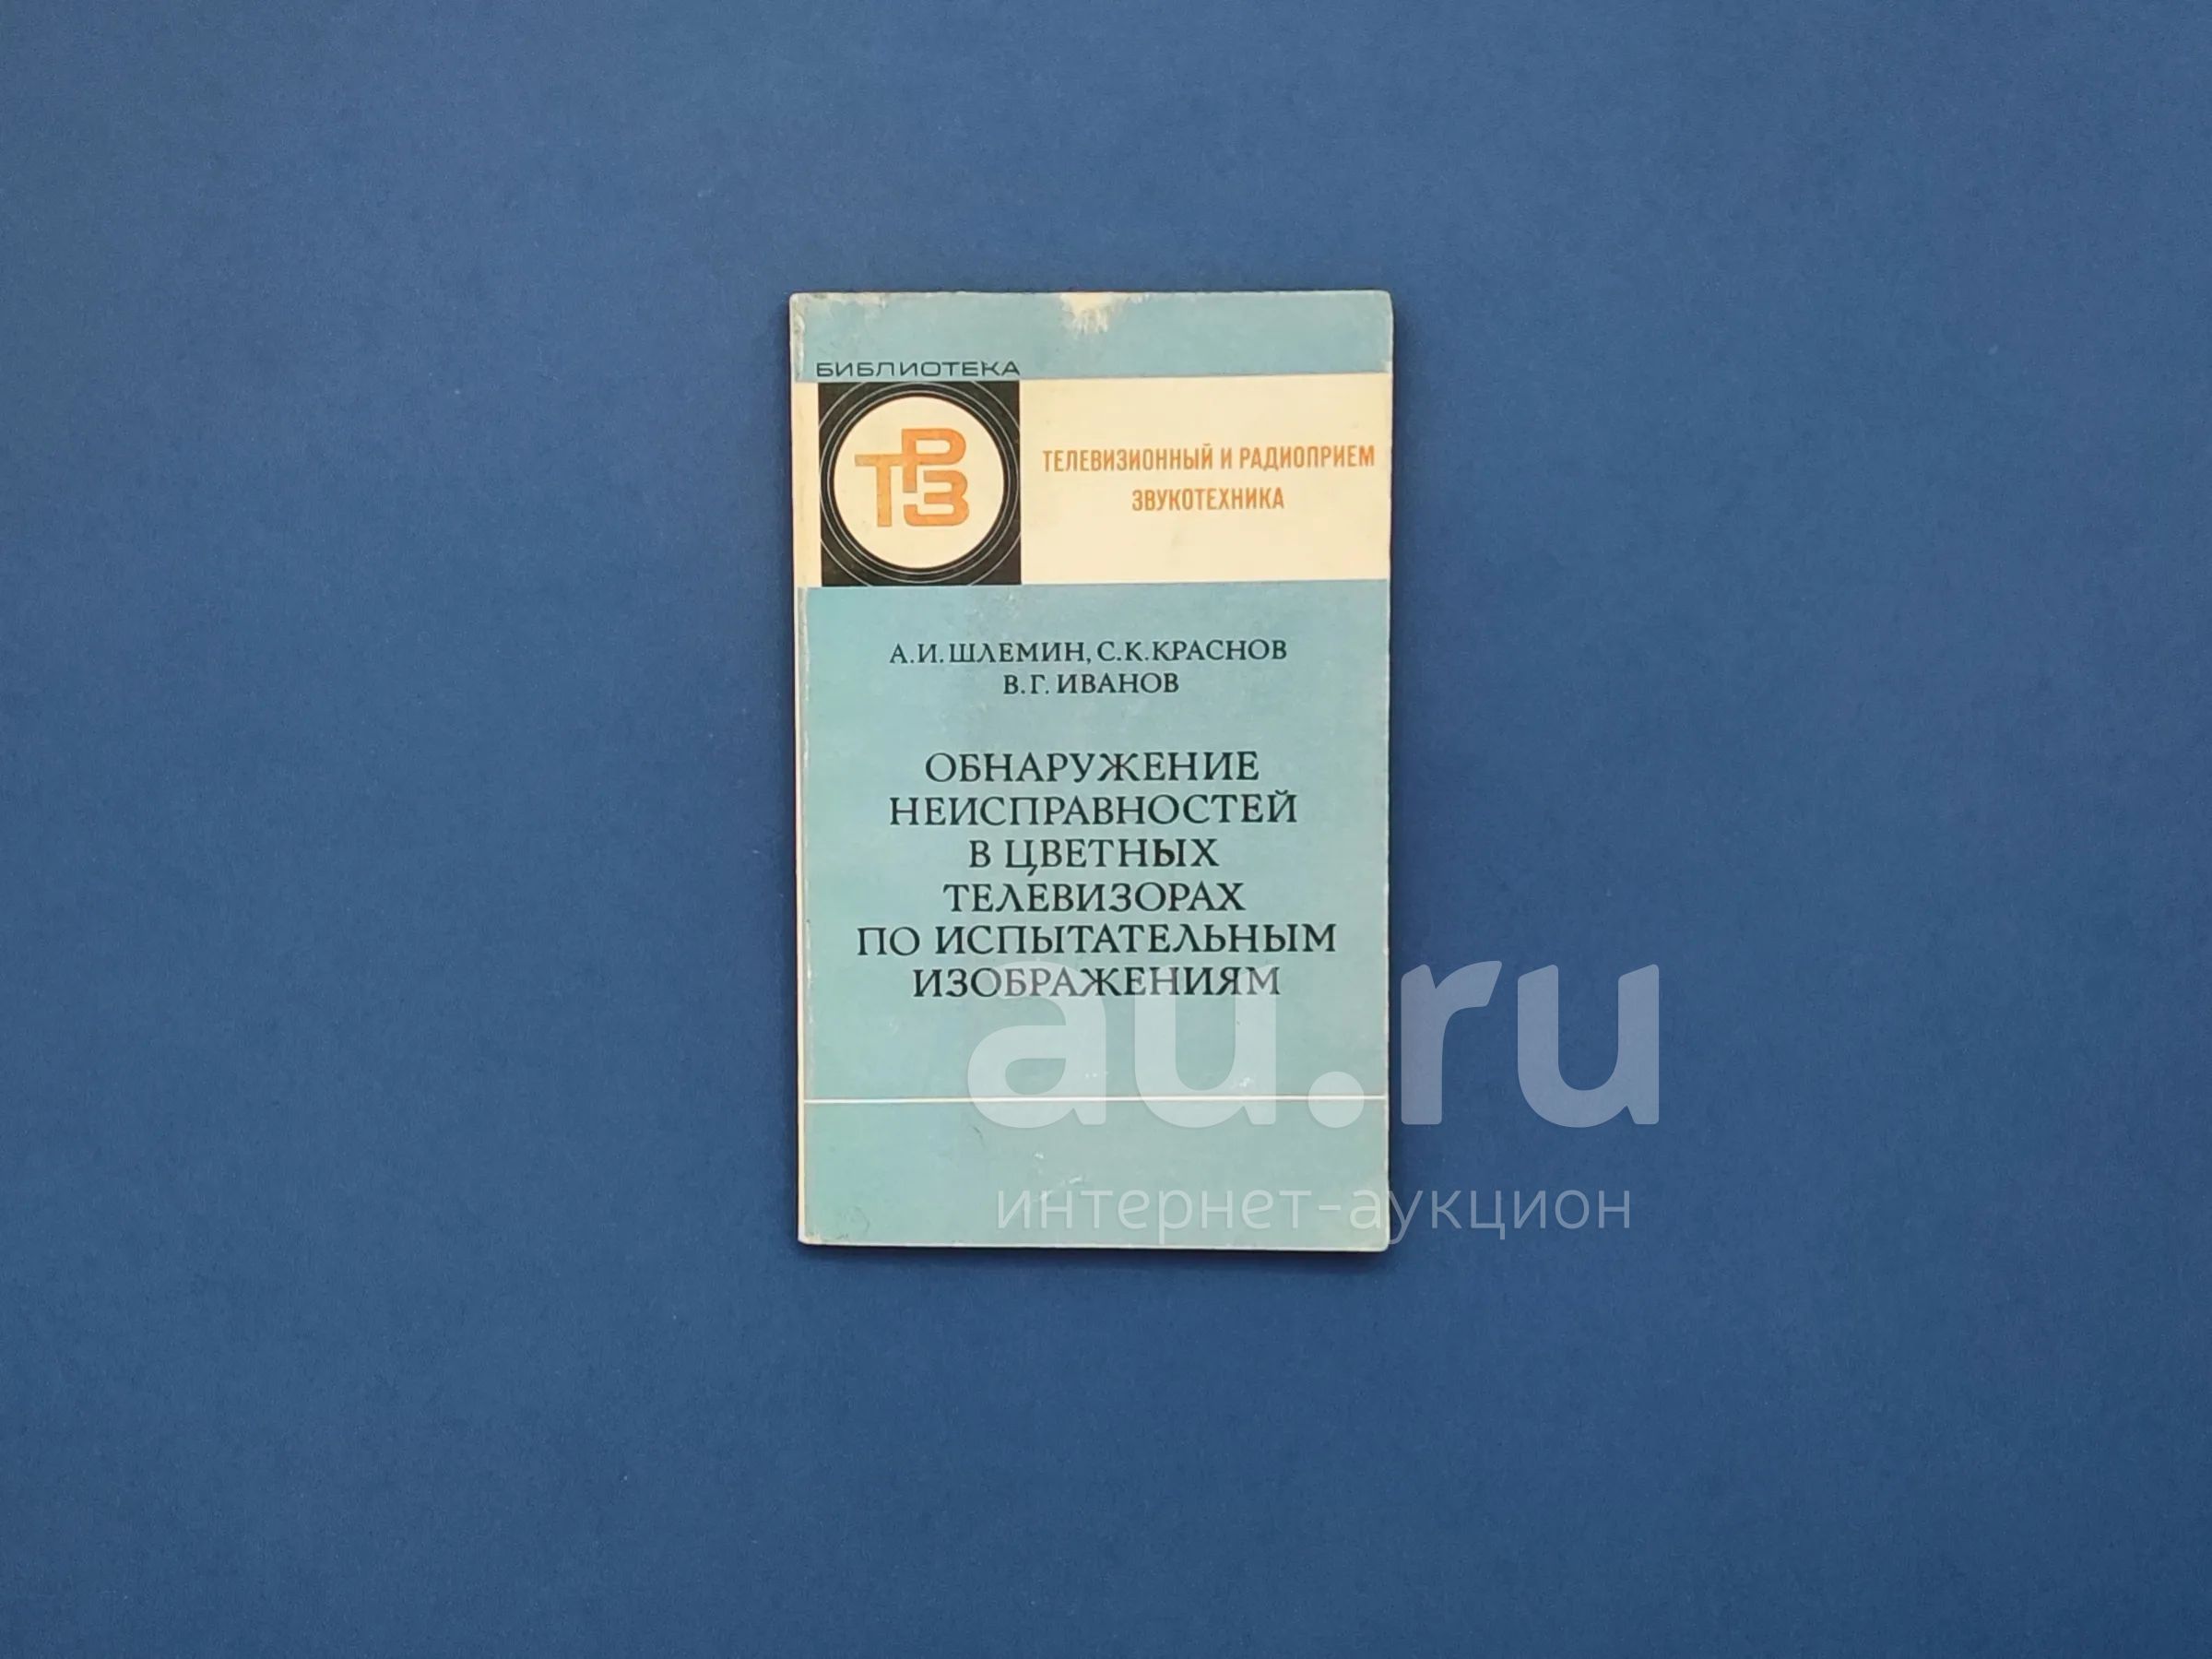 БИБЛИОТЕКА
ТРЗ
ТЕЛЕВИЗИОННЫЙ И РАДИОПРИЕМ
ЗВУКОТЕХНИКА
А.И.ШЛЕМИН, С.К.КРАСНОВ
В.Г. ИВАНОВ
ОБНАРУЖЕНИЕ
НЕИСПРАВНОСТЕЙ
В ЦВЕТНЫХ
ТЕЛЕВИЗОРАХ
ПО ИСПЫТАТЕЛЬНЫМ
ИЗОБРАЖЕНИЯМ
au.ru
интернет-аукцион